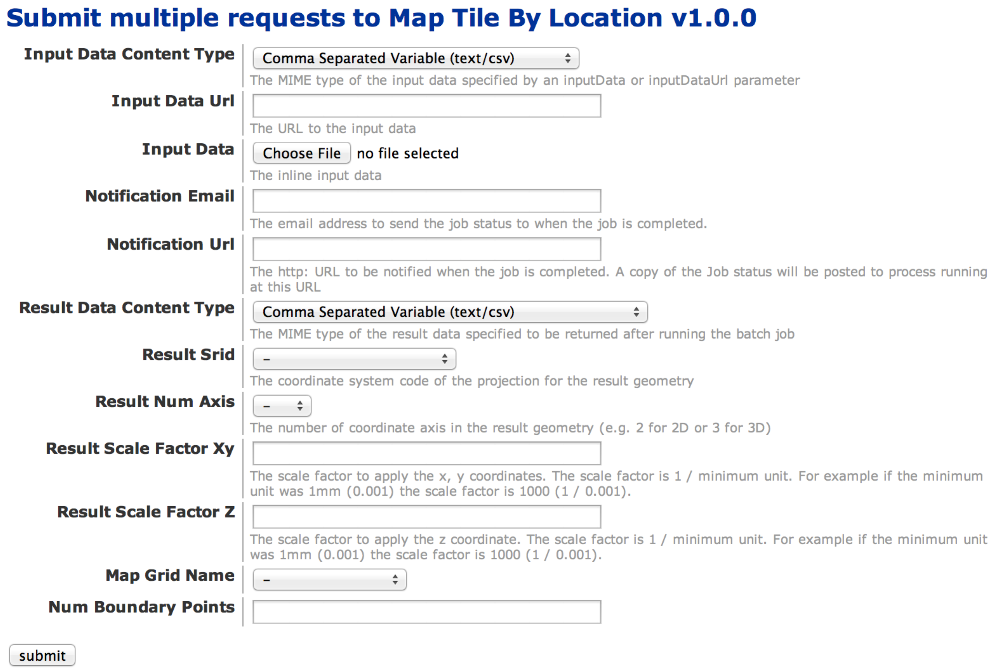 Submit multiple requests to Map Tile By Location v1.0.0
Input Data Content Type
Comma Separated Variable (text/csv)
The MIME type of the input data specified by an inputData or inputDataUrl parameter
Input Data Url
The URL to the input data
Input Data
Choose File no file selected
The inline input data
Notification Email
The email address to send the job status to when the job is completed.
Notification Url
The http: URL to be notified when the job is completed. A copy of the Job status will be posted to process running
at this URL
Result Data Content Type
Comma Separated Variable (text/csv)
The MIME type of the result data specified to be returned after running the batch job
Result Srid
–
The coordinate system code of the projection for the result geometry
Result Num Axis
–
The number of coordinate axis in the result geometry (e.g. 2 for 2D or 3 for 3D)
Result Scale Factor Xy
The scale factor to apply the x, y coordinates. The scale factor is 1 / minimum unit. For example if the minimum
unit was 1mm (0.001) the scale factor is 1000 (1 / 0.001).
Result Scale Factor Z
The scale factor to apply the z coordinate. The scale factor is 1 / minimum unit. For example if the minimum unit
was 1mm (0.001) the scale factor is 1000 (1 / 0.001).
Map Grid Name
–
Num Boundary Points
submit